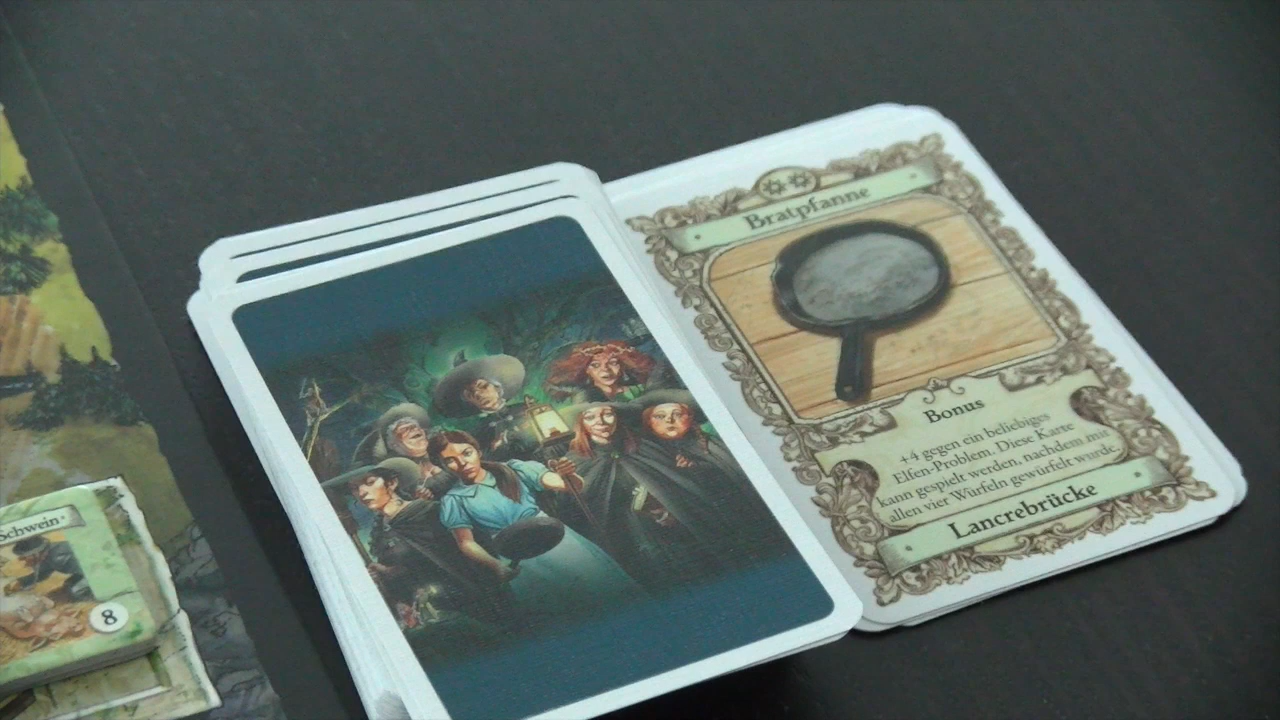 Bratpfanne
Bonus
+4 gegen ein beliebiges
Elfen-Problem. Diese Karte
kann gespielt werden, nachdem mit
allen vier Würfeln gewürfelt wurde.
Lancrebrücke
Schwein
8